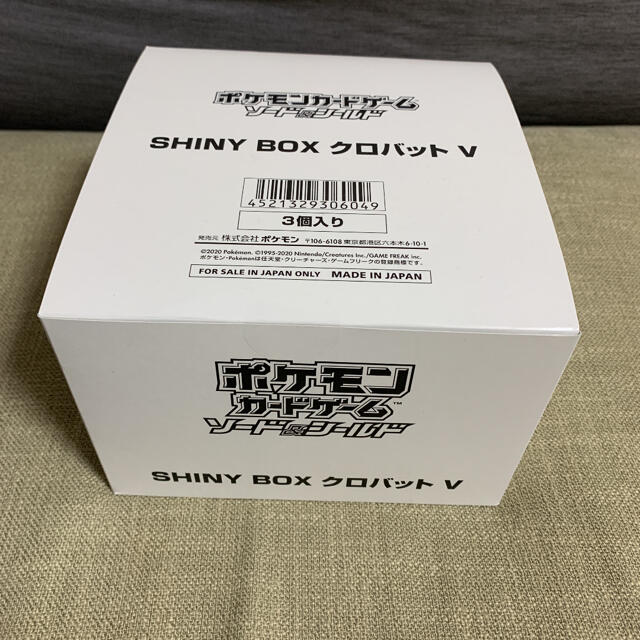 ポケモンカードゲーム
ソード&シールド
SHINY BOX クロバット V
4521329306049
3個入り
発売元 株式会社ポケモン 〒106-6108 東京都港区六本木6-10-1
©2020 Pokémon. ©1995-2020 Nintendo/Creatures Inc./GAME FREAK inc.
ポケモン・Pokémonは任天堂・クリーチャーズ・ゲームフリークの登録商標です。
FOR SALE IN JAPAN ONLY MADE IN JAPAN
ポケモン
カードゲーム™
ソード&シールド
SHINY BOX クロバット V